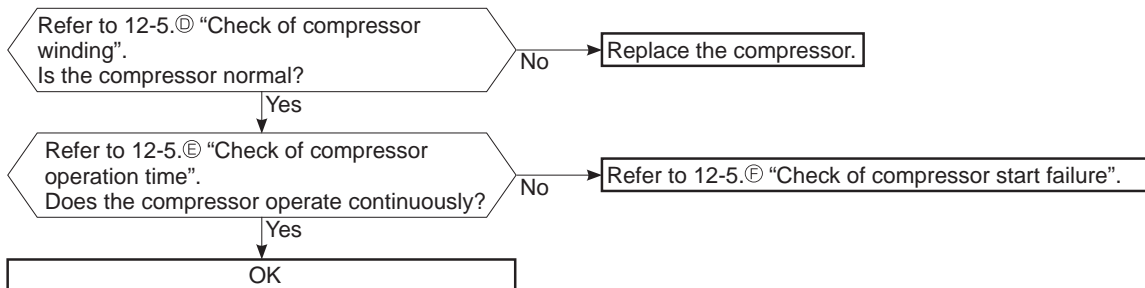 Refer to 12-5.Ⓓ “Check of compressor
winding”.
Is the compressor normal?
No
Replace the compressor.
Yes
Refer to 12-5.Ⓔ “Check of compressor
operation time”.
Does the compressor operate continuously?
No
Refer to 12-5.Ⓕ “Check of compressor start failure”.
Yes
OK